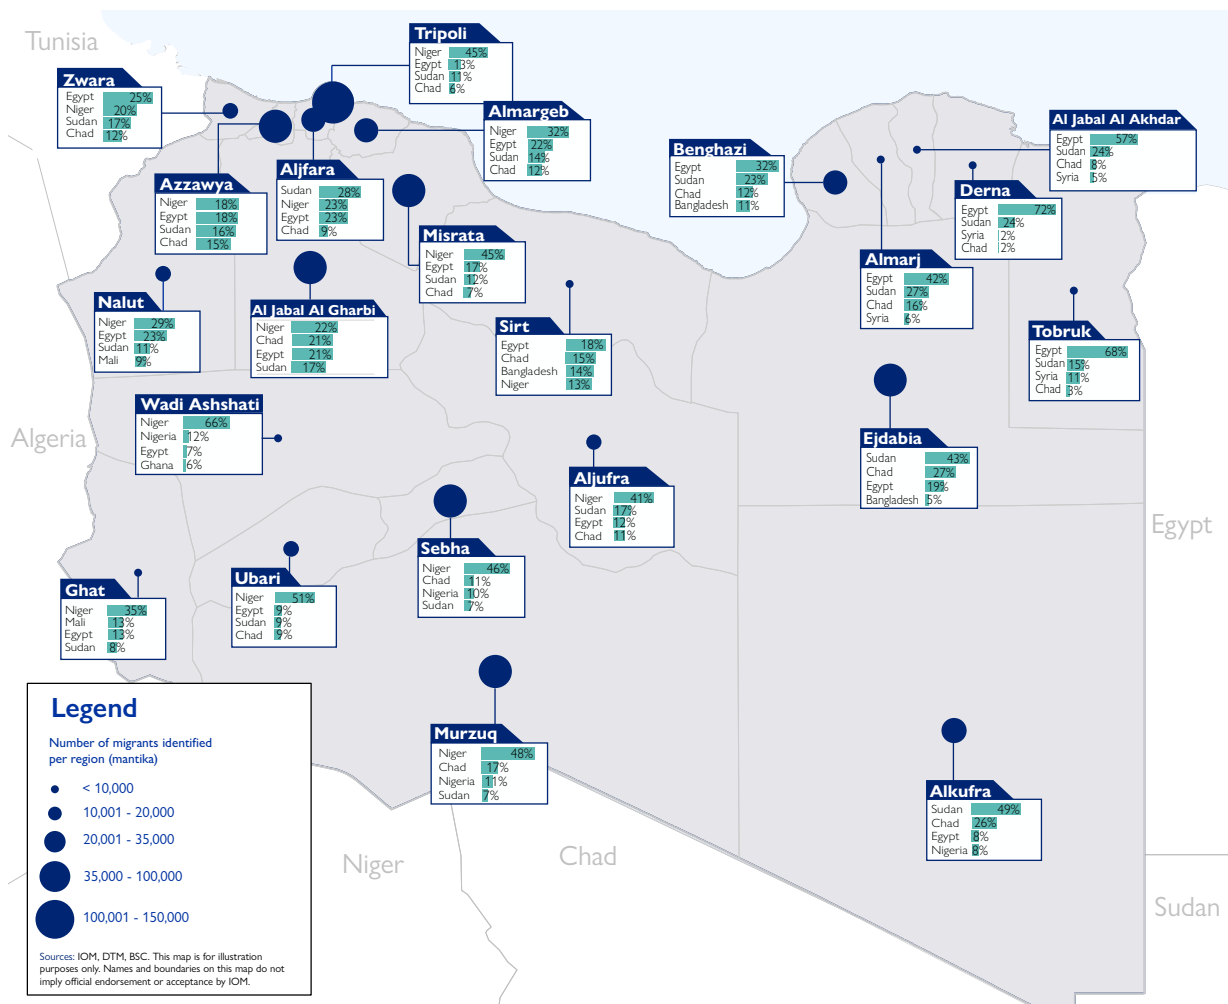 Tunisia
Tripoli
Niger 45%
Egypt 13%
Sudan 11%
Chad 6%
Zwara
Egypt 25%
Niger 20%
Sudan 17%
Chad 12%
Almargeb
Niger 32%
Egypt 22%
Sudan 14%
Chad 12%
Al Jabal Al Akhdar
Egypt 57%
Sudan 24%
Chad 8%
Syria 5%
Benghazi
Egypt 32%
Sudan 23%
Chad 12%
Bangladesh 11%
Azzawya
Niger 18%
Egypt 18%
Sudan 16%
Chad 15%
Aljfara
Sudan 28%
Niger 23%
Egypt 23%
Chad 9%
Derna
Egypt 72%
Sudan 24%
Syria 2%
Chad 2%
Misrata
Niger 45%
Egypt 17%
Sudan 12%
Chad 7%
Almarj
Egypt 42%
Sudan 27%
Chad 16%
Syria 6%
Nalut
Niger 29%
Egypt 23%
Sudan 11%
Mali 9%
Al Jabal Al Gharbi
Niger 22%
Chad 21%
Egypt 21%
Sudan 17%
Sirt
Egypt 18%
Chad 15%
Bangladesh 14%
Niger 13%
Tobruk
Egypt 68%
Sudan 15%
Syria 11%
Chad 3%
Wadi Ashshati
Niger 66%
Nigeria 12%
Egypt 7%
Ghana 6%
Algeria
Ejdabia
Sudan 43%
Chad 27%
Egypt 19%
Bangladesh 5%
Aljufra
Niger 41%
Sudan 17%
Egypt 12%
Chad 11%
Egypt
Sebha
Niger 46%
Chad 11%
Nigeria 10%
Sudan 7%
Ubari
Niger 51%
Egypt 9%
Sudan 9%
Chad 9%
Ghat
Niger 35%
Mali 13%
Egypt 13%
Sudan 8%
Murzuq
Niger 48%
Chad 17%
Nigeria 11%
Sudan 7%
Alkufra
Sudan 49%
Chad 26%
Egypt 8%
Nigeria 8%
Niger
Chad
Sudan
Legend
Number of migrants identified
per region (mantika)
< 10,000
10,001 - 20,000
20,001 - 35,000
35,000 - 100,000
100,001 - 150,000
Sources: IOM, DTM, BSC. This map is for illustration
purposes only. Names and boundaries on this map do not
imply official endorsement or acceptance by IOM.